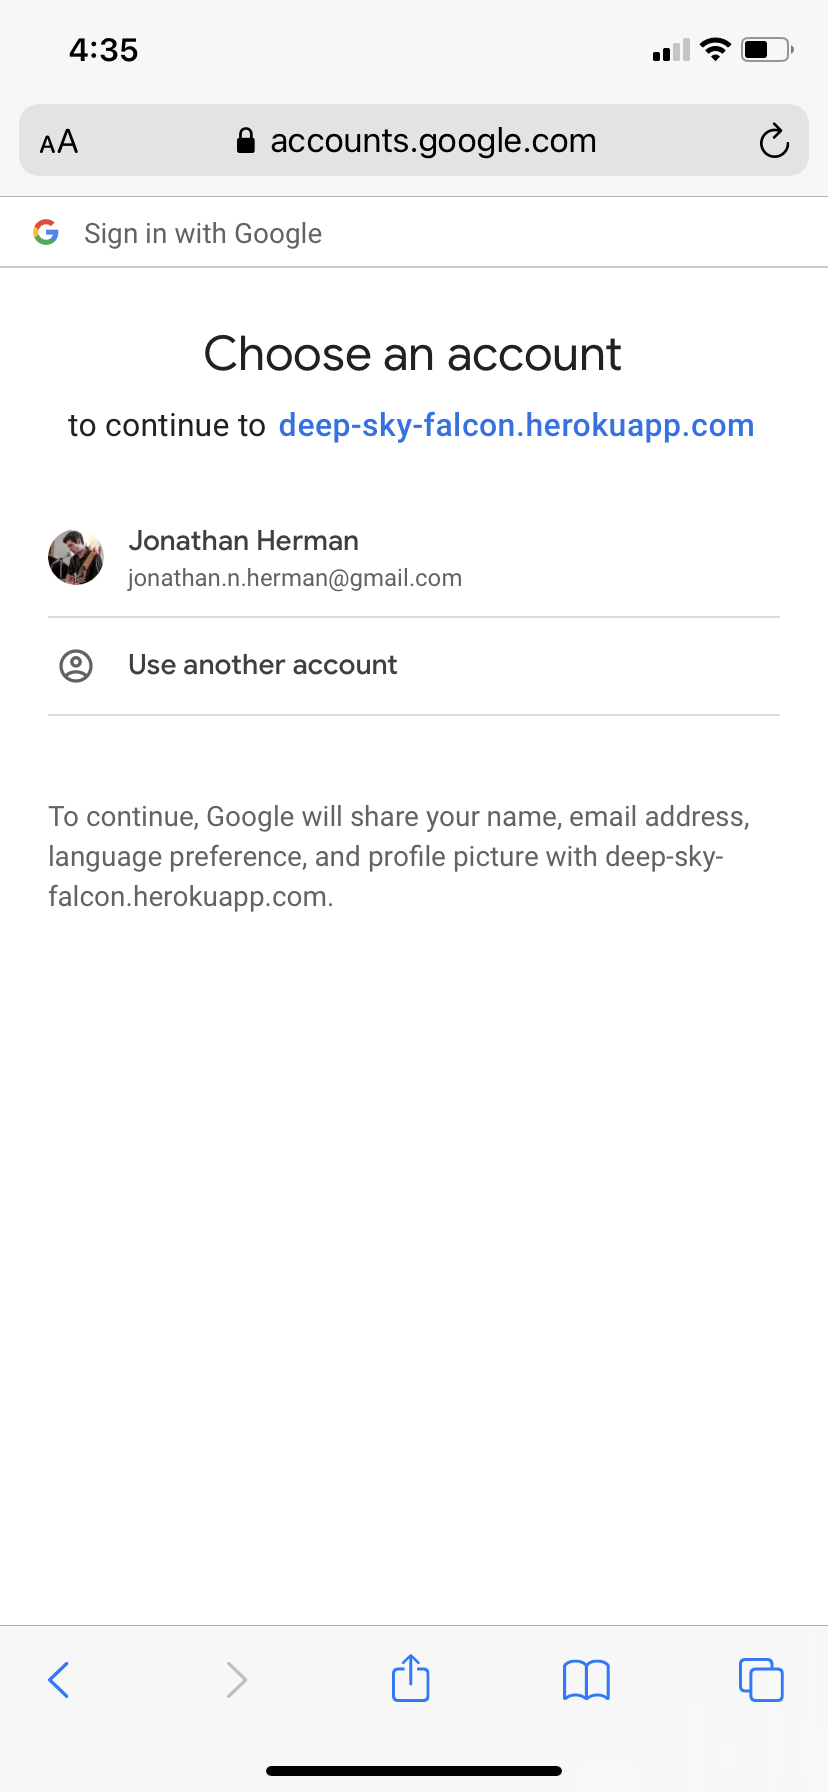 4:35
AA accounts.google.com
Sign in with Google
Choose an account
to continue to deep-sky-falcon.herokuapp.com
Jonathan Herman
jonathan.n.herman@gmail.com
Use another account
To continue, Google will share your name, email address,
language preference, and profile picture with deep-sky-
falcon.herokuapp.com.